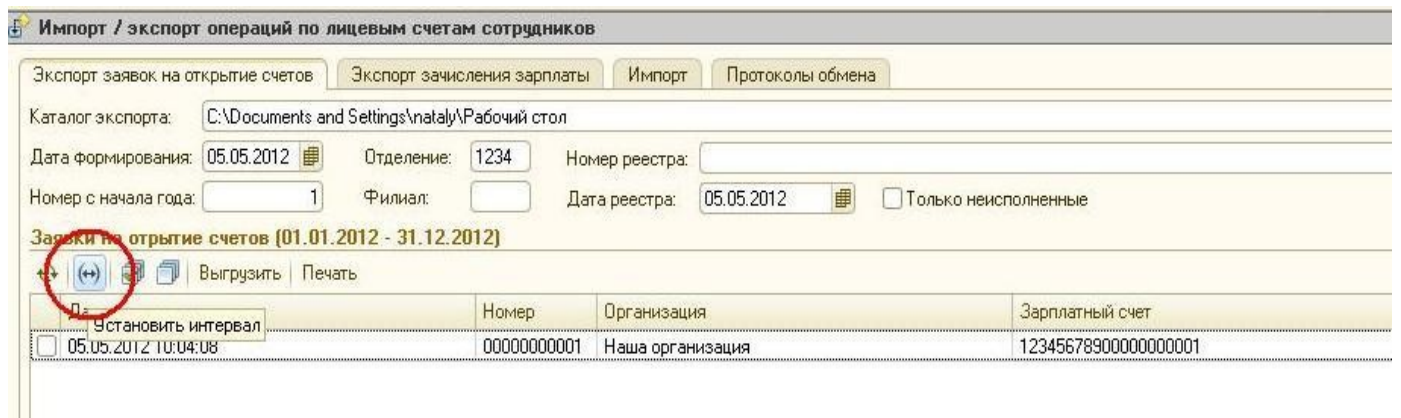 Импорт / экспорт операций по лицевым счетам сотрудников
Экспорт заявок на открытие счетов Экспорт зачисления зарплаты Импорт Протоколы обмена
Каталог экспорта: C:\Documents and Settings\nataly\Рабочий стол
Дата формирования: 05.05.2012 Отделение: 1234 Номер реестра:
Номер с начала года: 1 Филиал: Дата реестра: 05.05.2012 Только неисполненные
Заявки на отрытие счетов (01.01.2012 - 31.12.2012)
Выгрузить Печать
Номер Организация Зарплатный счет
Установить интервал
05.05.2012 10:04:08 00000000001 Наша организация 12345678900000000001